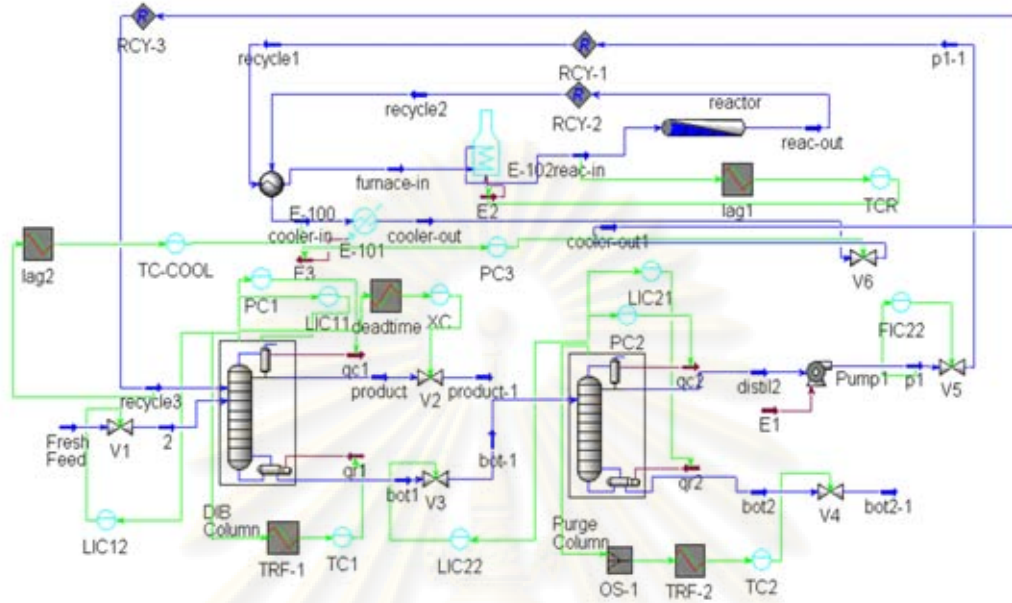 RCY-3
recycle1
RCY-1
p1-1
recycle2
RCY-2
reactor
reac-out
furnace-in
E-102
reac-in
E2
lag1
TCR
E-100
cooler-in
E-101
cooler-out
cooler-out1
lag2
TC-COOL
E3
PC3
V6
PC1
LIC11
deadtime
XC
LIC21
PC2
FIC22
qc1
product
V2
product-1
qc2
distil2
Pump1
p1
V5
recycle3
Fresh
Feed
V1
2
E1
qr1
bot1
V3
bot-1
qr2
bot2
V4
bot2-1
DIB
Column
LIC12
TRF-1
TC1
LIC22
Purge
Column
OS-1
TRF-2
TC2